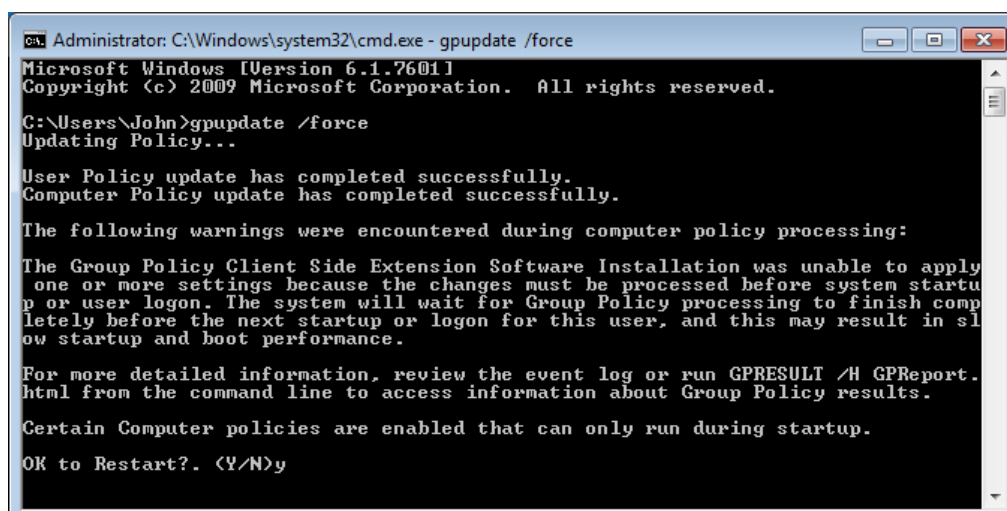 Administrator: C:\Windows\system32\cmd.exe - gpupdate /force
Microsoft Windows [Version 6.1.7601]
Copyright (c) 2009 Microsoft Corporation.  All rights reserved.
C:\Users\John>gpupdate /force
Updating Policy...
User Policy update has completed successfully.
Computer Policy update has completed successfully.
The following warnings were encountered during computer policy processing:
The Group Policy Client Side Extension Software Installation was unable to apply
 one or more settings because the changes must be processed before system startu
p or user logon. The system will wait for Group Policy processing to finish comp
letely before the next startup or logon for this user, and this may result in sl
ow startup and boot performance.
For more detailed information, review the event log or run GPRESULT /H GPReport.
html from the command line to access information about Group Policy results.
Certain Computer policies are enabled that can only run during startup.
OK to Restart?. (Y/N)y